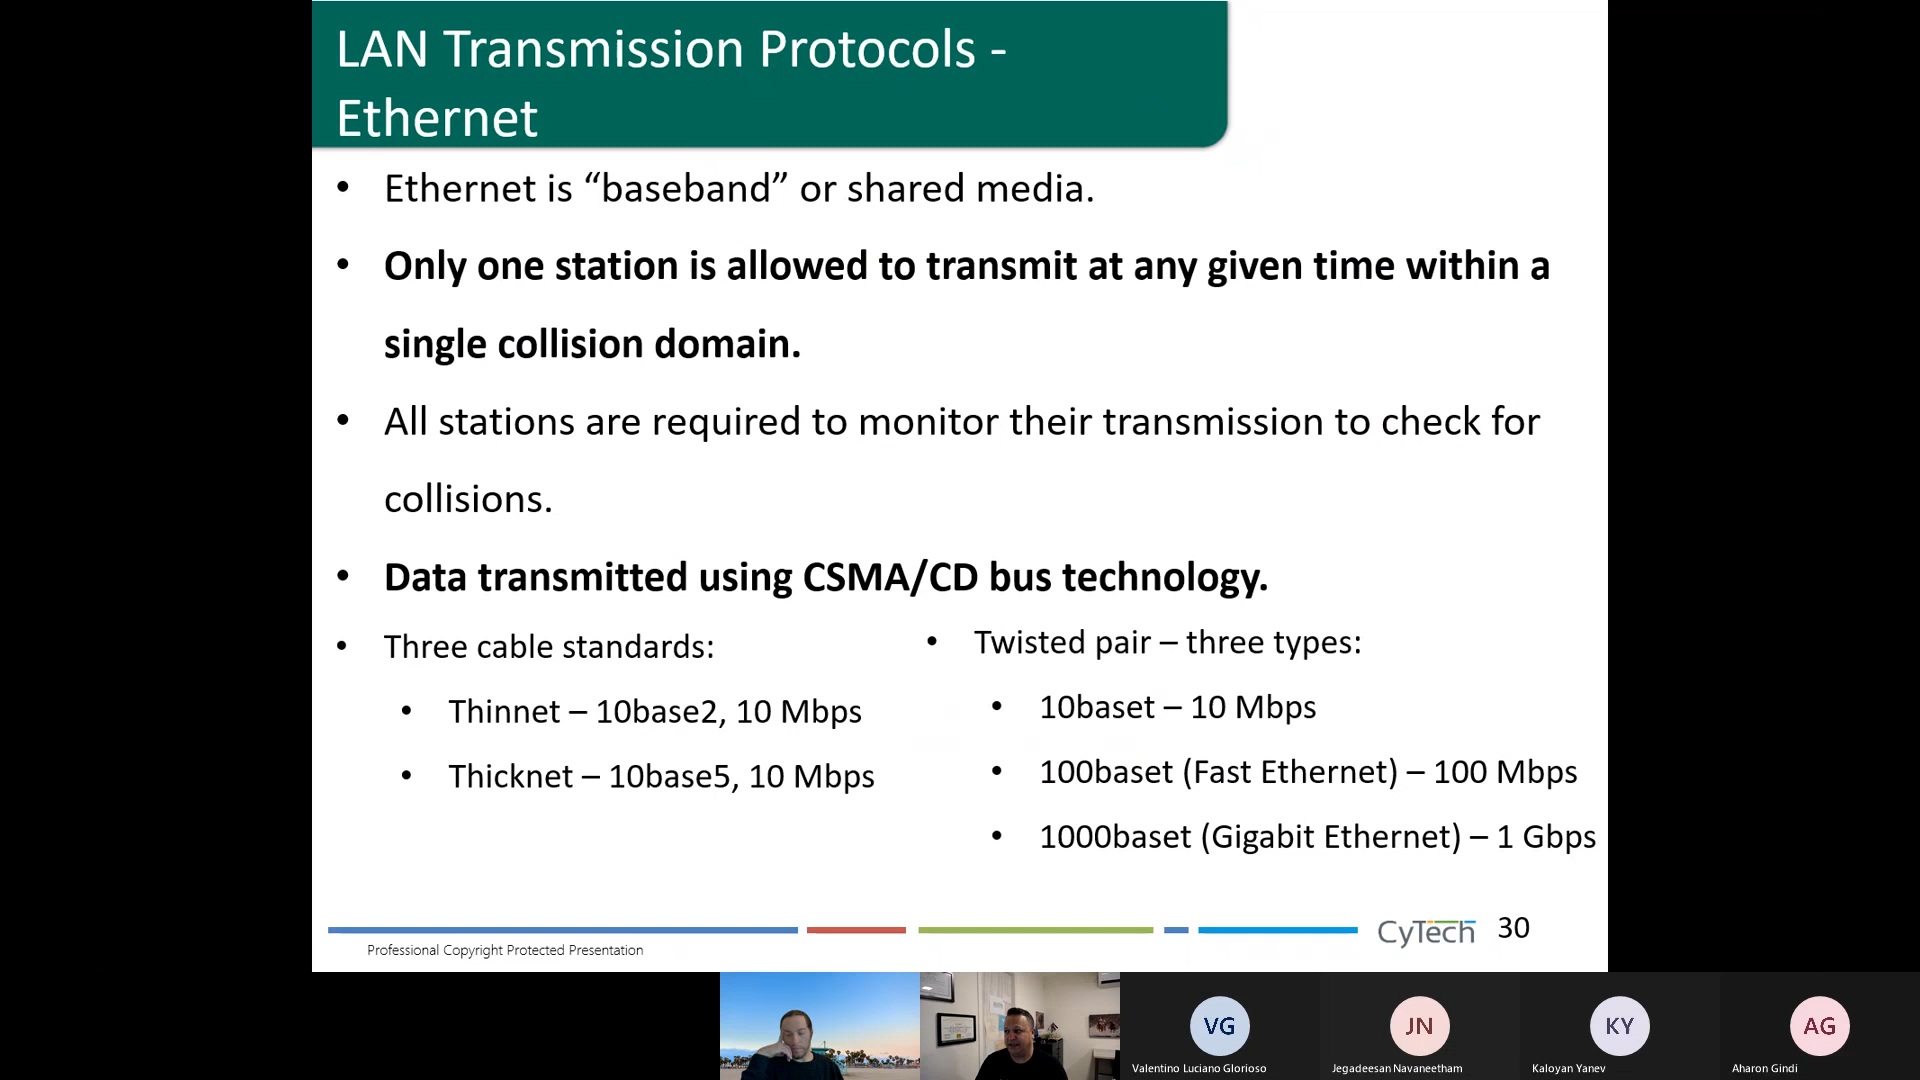 LAN Transmission Protocols -
Ethernet
• Ethernet is “baseband” or shared media.
• Only one station is allowed to transmit at any given time within a
single collision domain.
• All stations are required to monitor their transmission to check for
collisions.
• Data transmitted using CSMA/CD bus technology.
• Three cable standards:
• Thinnet – 10base2, 10 Mbps
• Thicknet – 10base5, 10 Mbps
• Twisted pair – three types:
• 10baset – 10 Mbps
• 100baset (Fast Ethernet) – 100 Mbps
• 1000baset (Gigabit Ethernet) – 1 Gbps
Professional Copyright Protected Presentation
CyTech 30
VG
Valentino Luciano Glorioso
JN
Jegadeesan Navaneetham
KY
Kaloyan Yanev
AG
Aharon Gindi